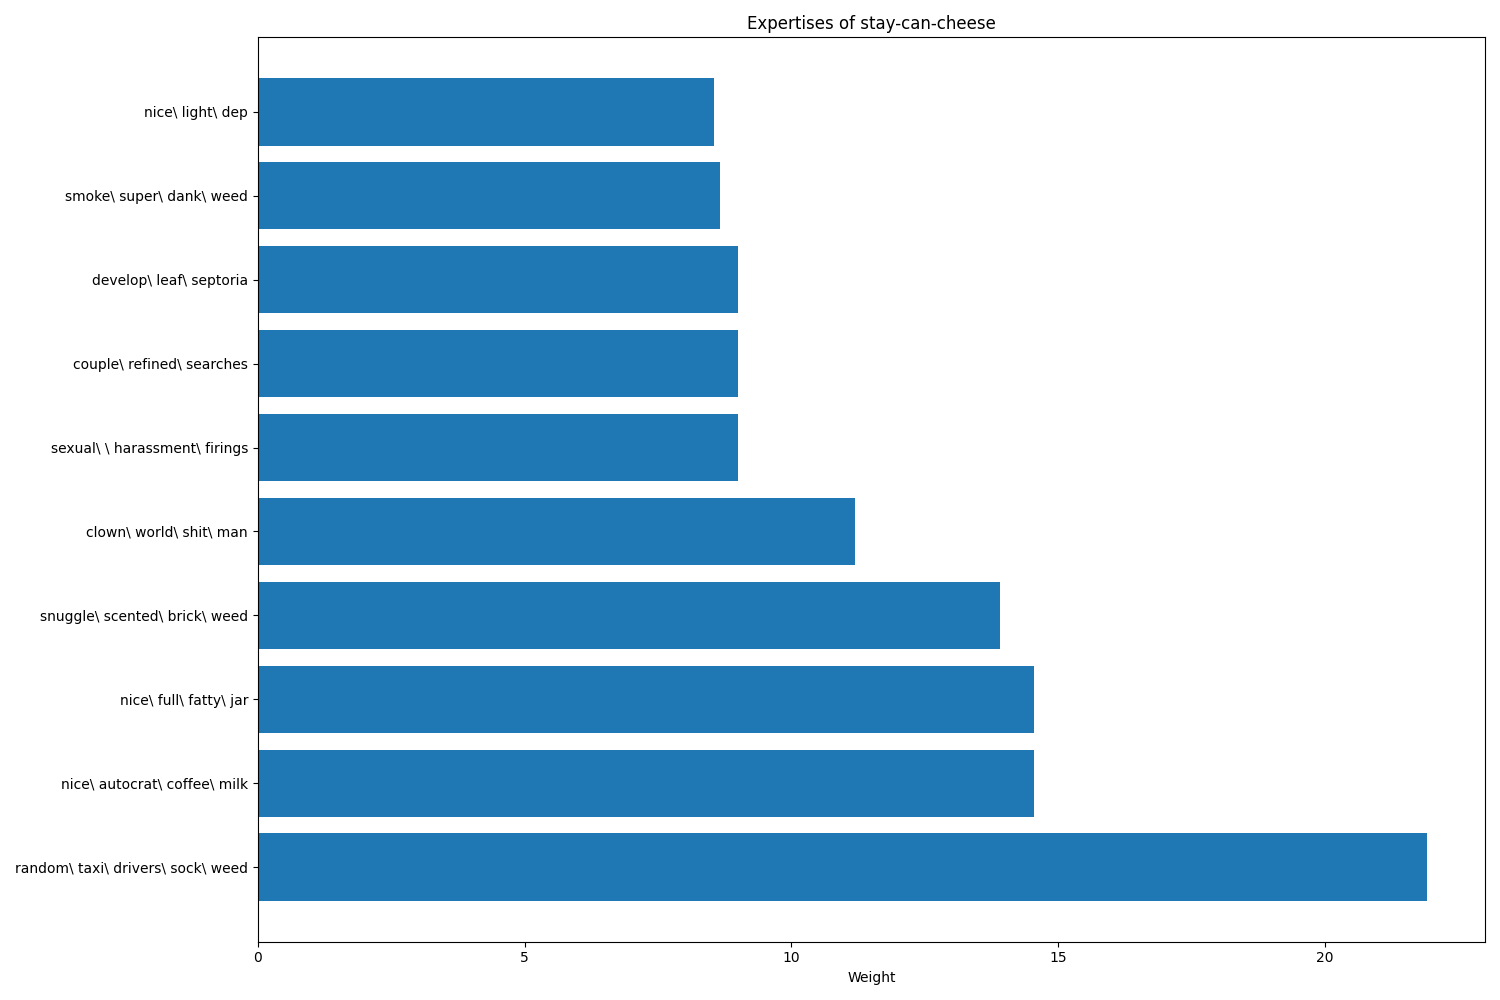 Expertises of stay-can-cheese
nice\ light\ dep
smoke\ super\ dank\ weed
develop\ leaf\ septoria
couple\ refined\ searches
sexual\ \ harassment\ firings
clown\ world\ shit\ man
snuggle\ scented\ brick\ weed
nice\ full\ fatty\ jar
nice\ autocrat\ coffee\ milk
random\ taxi\ drivers\ sock\ weed
0 5 10 15 20
Weight